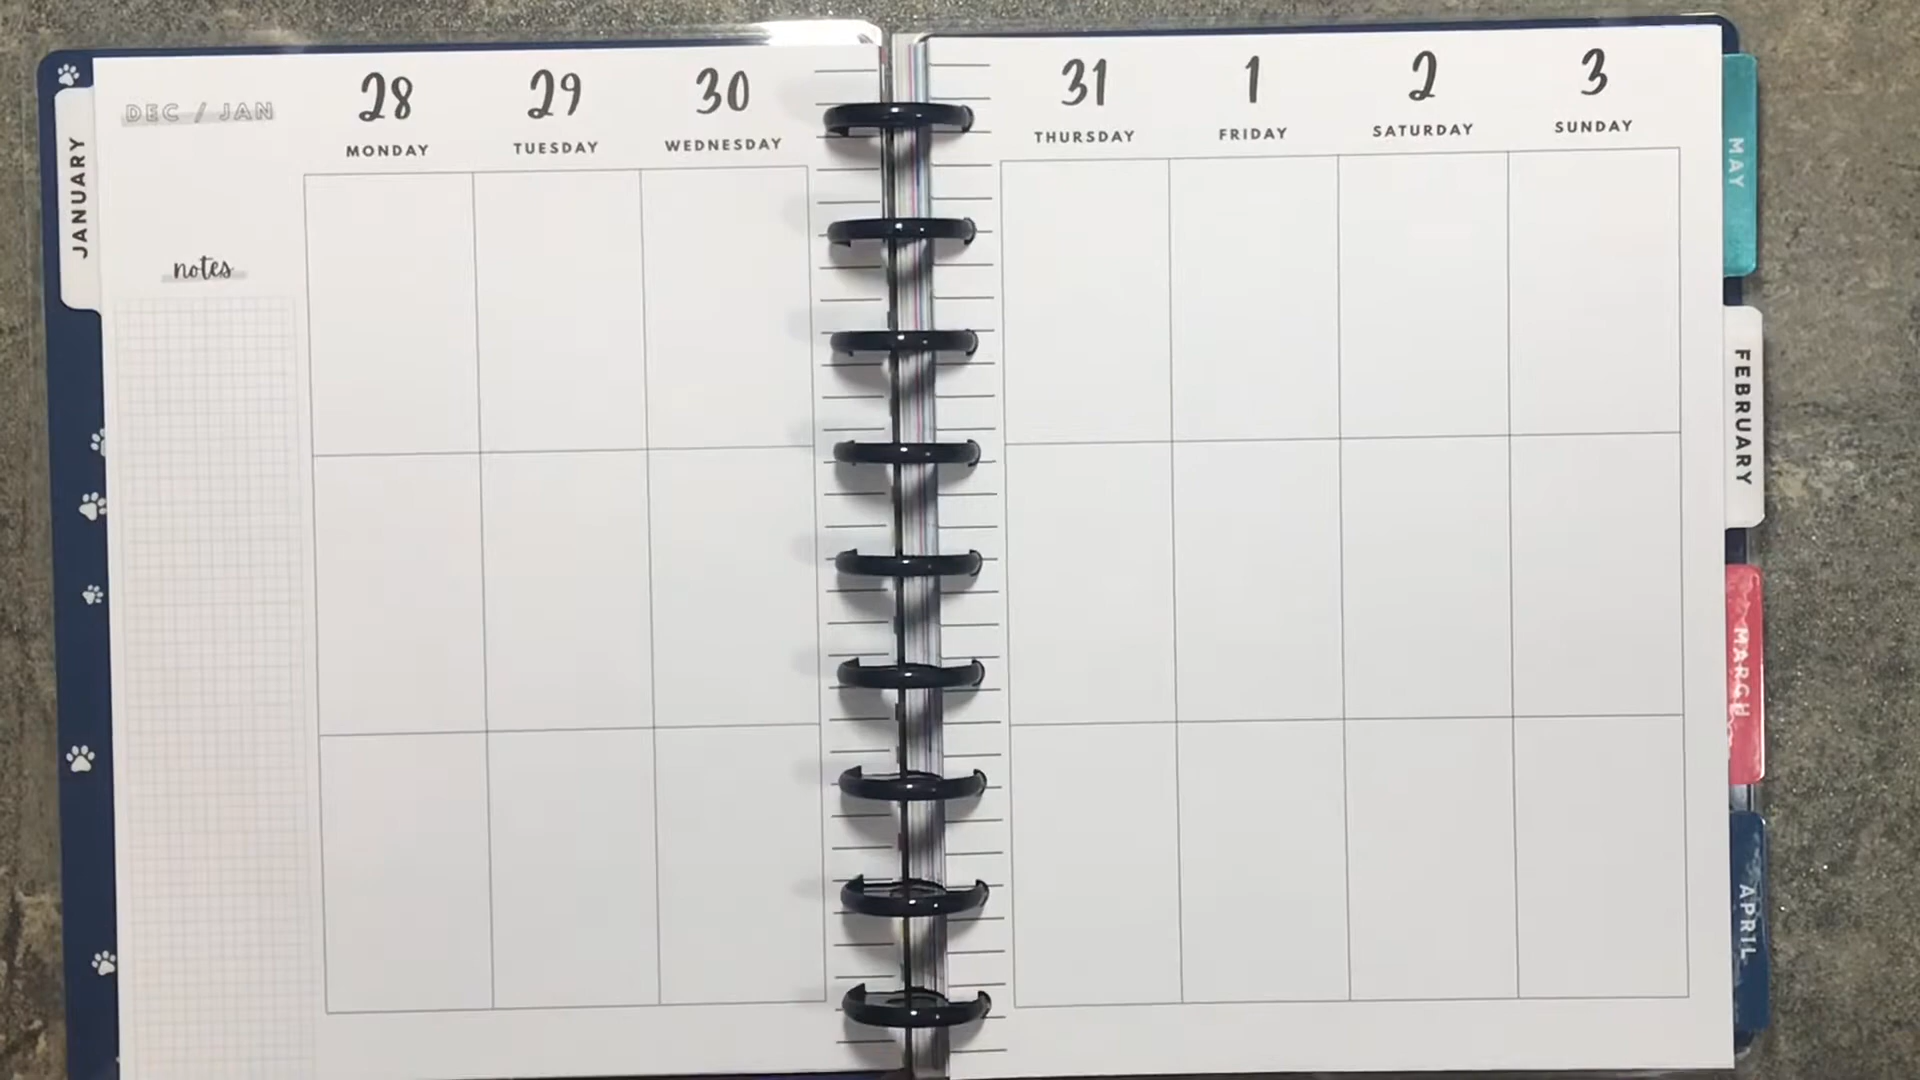 DEC / JAN
28
MONDAY
29
TUESDAY
30
WEDNESDAY
31
THURSDAY
1
FRIDAY
2
SATURDAY
3
SUNDAY
notes
JANUARY
MAY
FEBRUARY
MARCH
APRIL